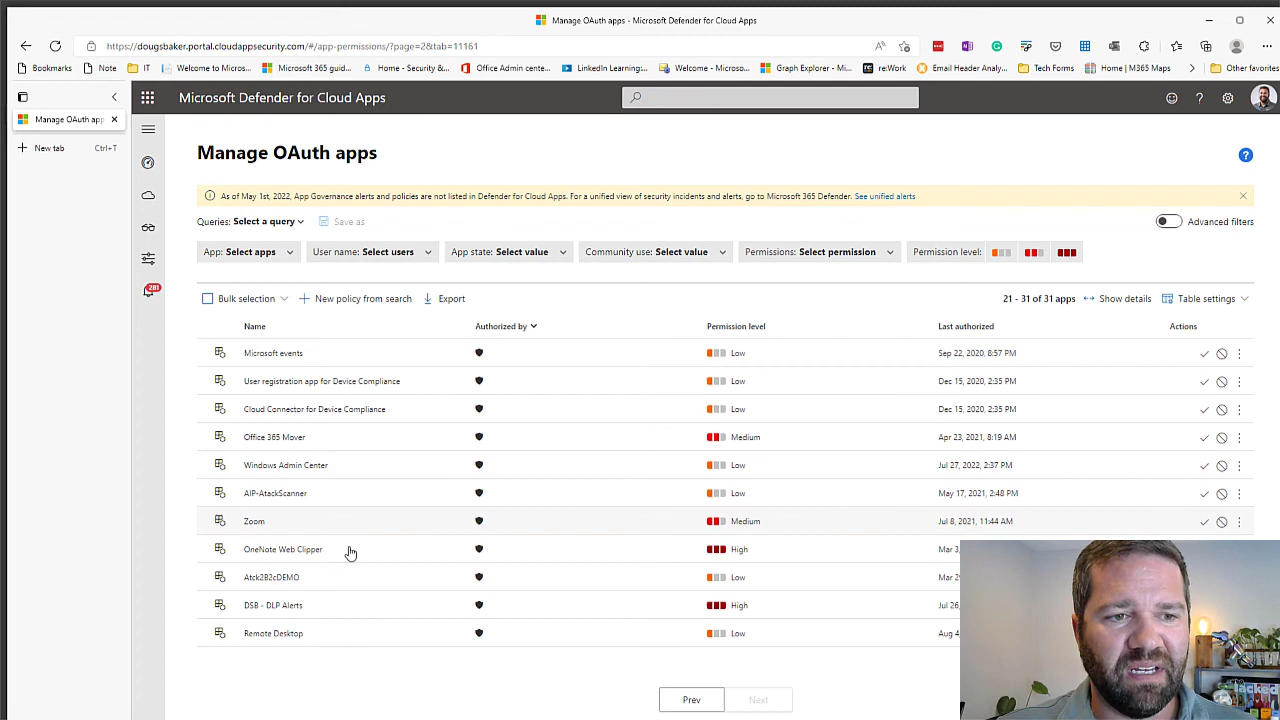 Manage OAuth apps - Microsoft Defender for Cloud Apps
https://dougsbaker.portal.cloudappsecurity.com/#/app-permissions/?page=2&tab=11161
Bookmarks Note IT Welcome to Micros... Microsoft 365 guid... Home - Security &... Office Admin cente... LinkedIn Learning:... Welcome - Microso... Graph Explorer - Mi... re:Work Email Header Analy... Tech Forms Home | M365 Maps Other favorites
Microsoft Defender for Cloud Apps
Manage OAuth app
New tab Ctrl+T
281
Manage OAuth apps
As of May 1st, 2022, App Governance alerts and policies are not listed in Defender for Cloud Apps. For a unified view of security incidents and alerts, go to Microsoft 365 Defender. See unified alerts
Queries: Select a query Save as Advanced filters
App: Select apps User name: Select users App state: Select value Community use: Select value Permissions: Select permission Permission level:
Bulk selection New policy from search Export 21 - 31 of 31 apps Show details Table settings
Name Authorized by Permission level Last authorized Actions
Microsoft events Low Sep 22, 2020, 8:57 PM
User registration app for Device Compliance Low Dec 15, 2020, 2:35 PM
Cloud Connector for Device Compliance Low Dec 15, 2020, 2:35 PM
Office 365 Mover Medium Apr 23, 2021, 8:19 AM
Windows Admin Center Low Jul 27, 2022, 2:37 PM
AIP-AtackScanner Low May 17, 2021, 2:48 PM
Zoom Medium Jul 8, 2021, 11:44 AM
OneNote Web Clipper High Mar 3,
Atck2B2cDEMO Low Mar 2
DSB - DLP Alerts High Jul 26,
Remote Desktop Low Aug 4,
Prev Next